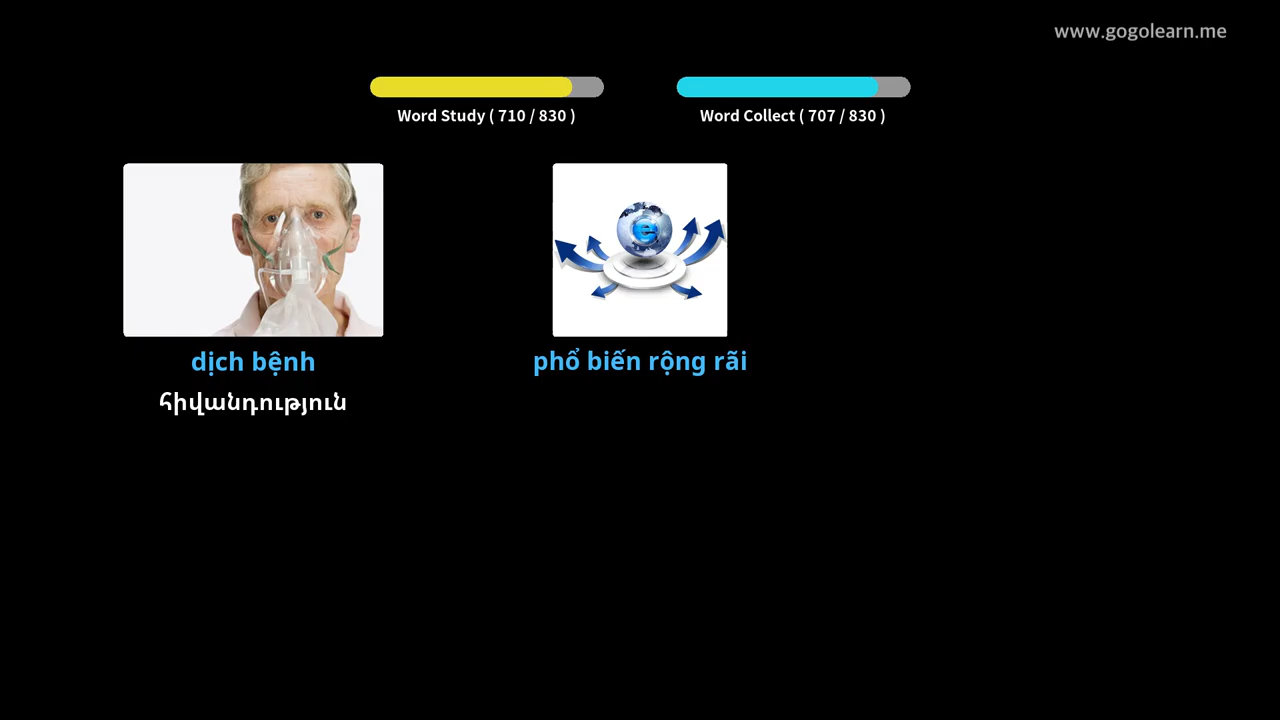 www.gogolearn.me
Word Study ( 710 / 830 )
Word Collect ( 707 / 830 )
e
dịch bệnh
phổ biến rộng rãi
հիվանդություն